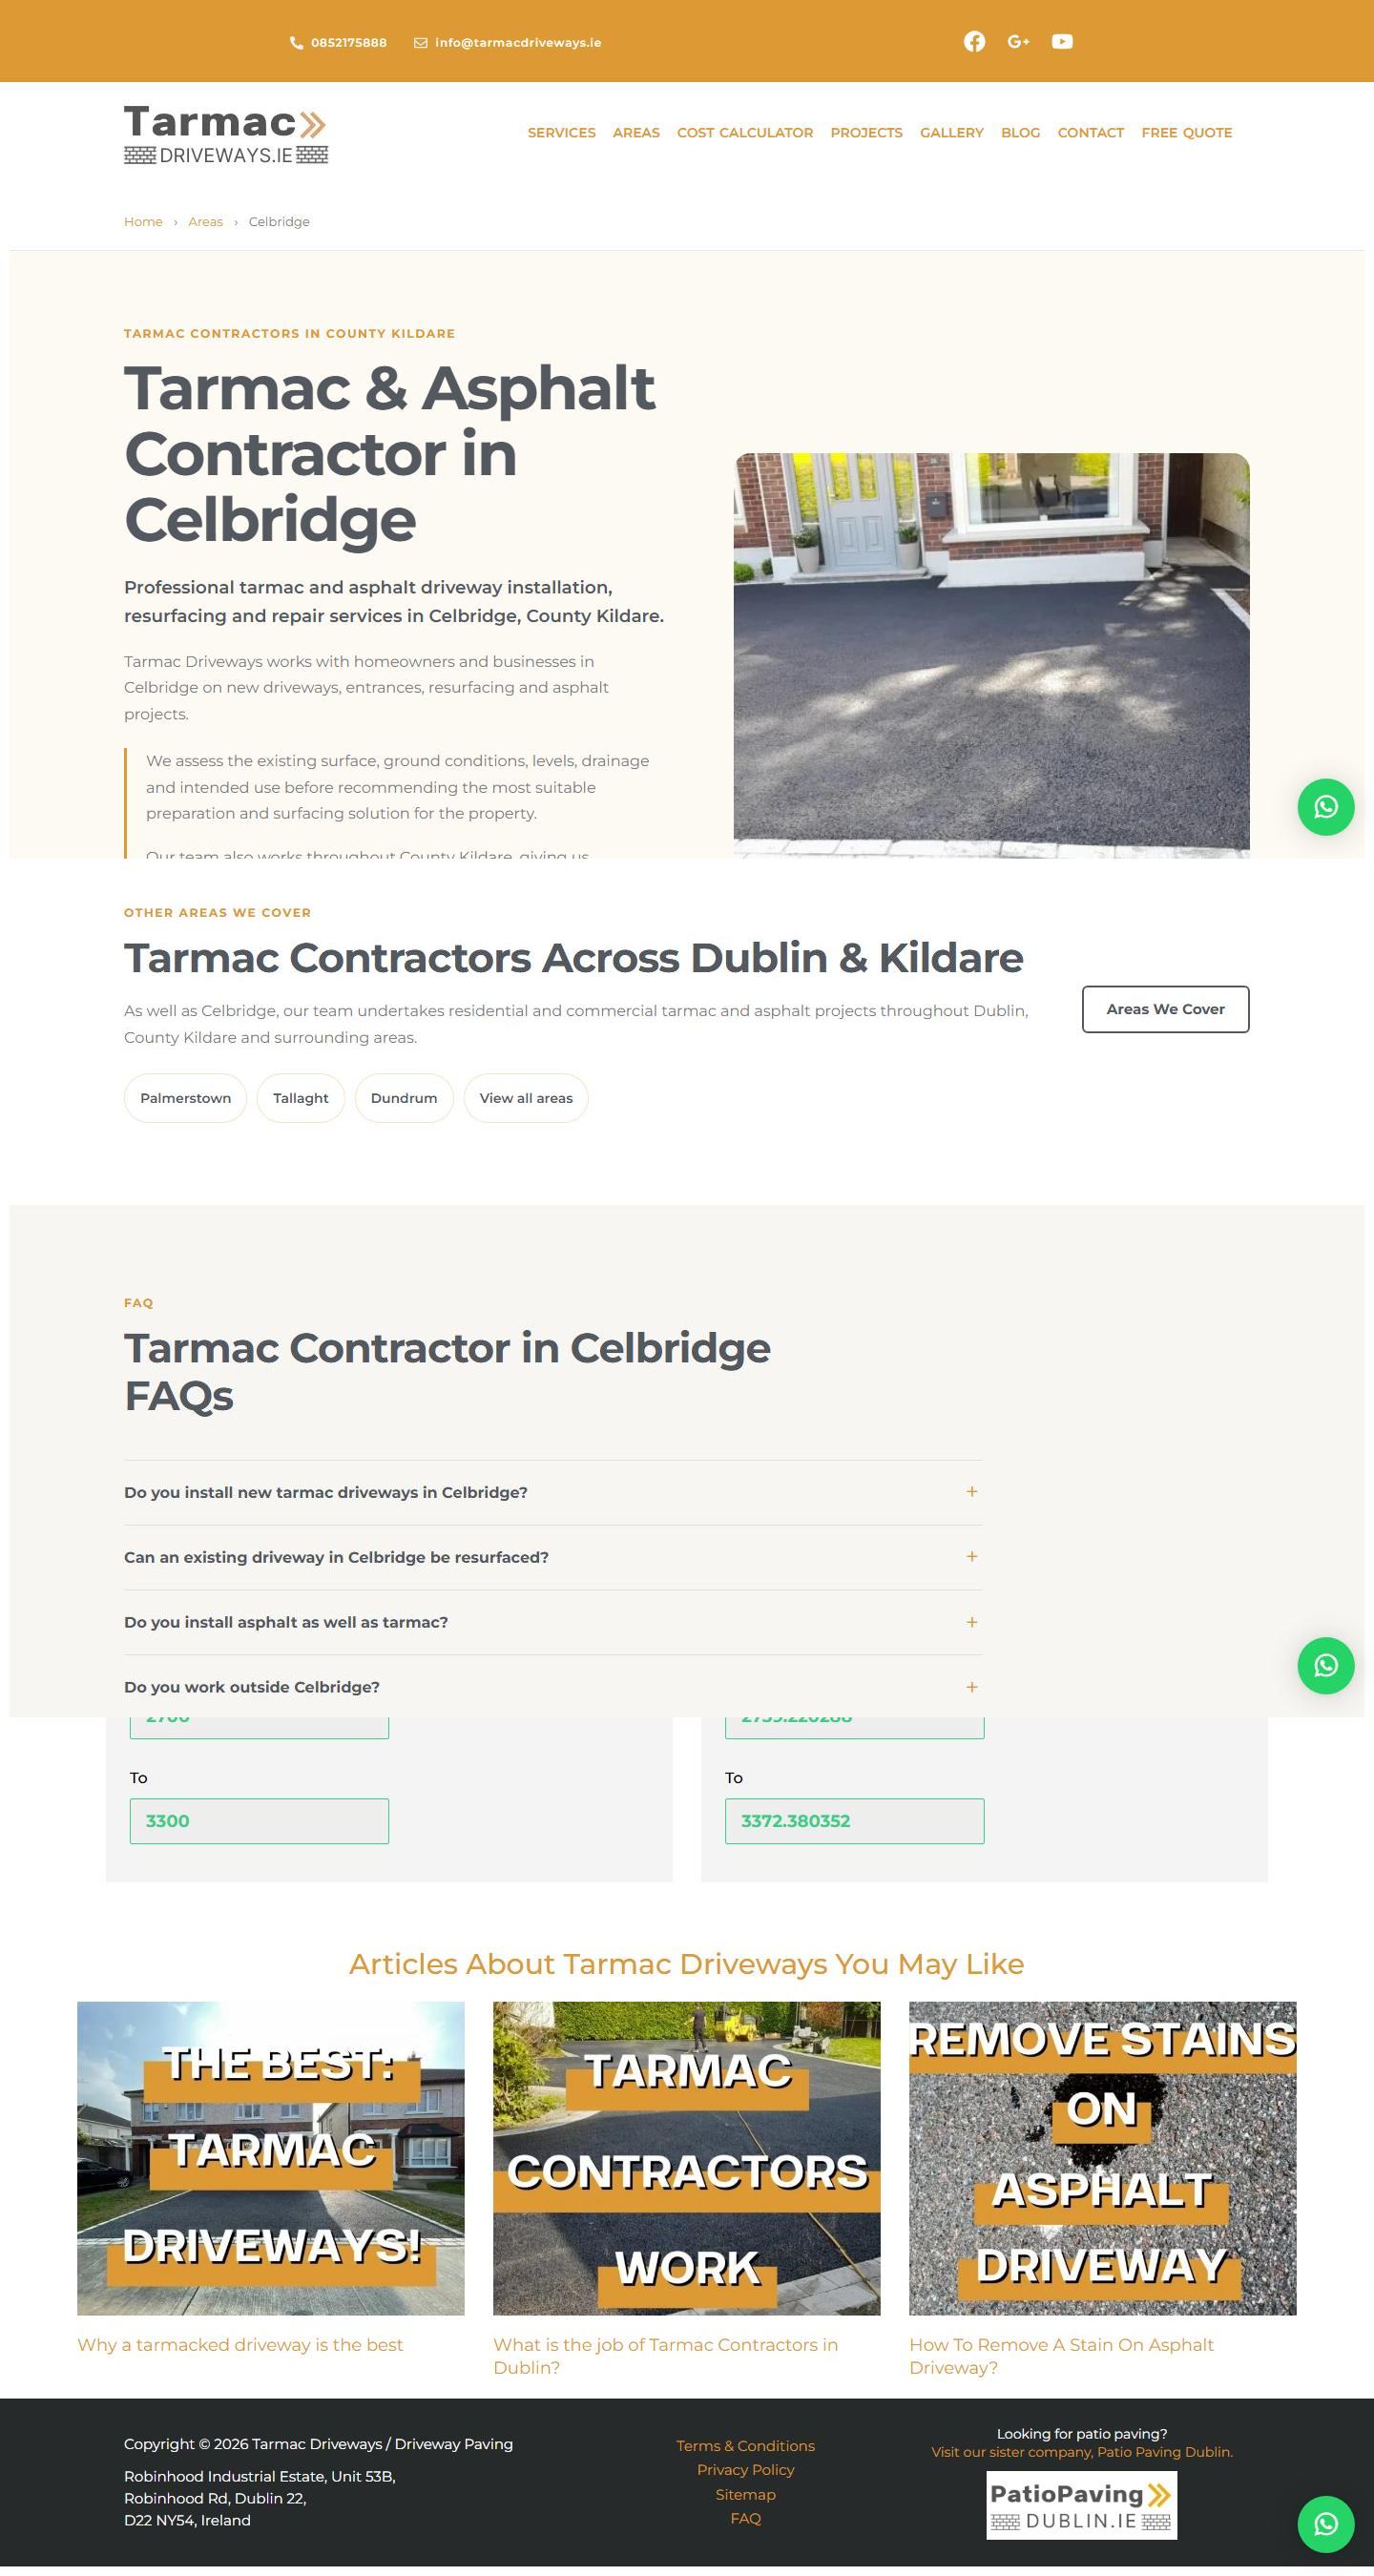 0852175888
info@tarmacdriveways.ie
Tarmac
DRIVEWAYS.IE
SERVICES AREAS COST CALCULATOR PROJECTS GALLERY BLOG CONTACT FREE QUOTE
Home › Areas › Celbridge
TARMAC CONTRACTORS IN COUNTY KILDARE
Tarmac & Asphalt
Contractor in
Celbridge
Professional tarmac and asphalt driveway installation,
resurfacing and repair services in Celbridge, County Kildare.
Tarmac Driveways works with homeowners and businesses in
Celbridge on new driveways, entrances, resurfacing and asphalt
projects.
We assess the existing surface, ground conditions, levels, drainage
and intended use before recommending the most suitable
preparation and surfacing solution for the property.
Our team also works throughout County Kildare, giving us
OTHER AREAS WE COVER
Tarmac Contractors Across Dublin & Kildare
As well as Celbridge, our team undertakes residential and commercial tarmac and asphalt projects throughout Dublin,
County Kildare and surrounding areas.
Areas We Cover
Palmerstown
Tallaght
Dundrum
View all areas
FAQ
Tarmac Contractor in Celbridge
FAQs
Do you install new tarmac driveways in Celbridge?
+
Can an existing driveway in Celbridge be resurfaced?
+
Do you install asphalt as well as tarmac?
+
Do you work outside Celbridge?
+
2700
To
3300
2759.220288
To
3372.380352
Articles About Tarmac Driveways You May Like
THE BEST:
TARMAC
DRIVEWAYS!
TARMAC
CONTRACTORS
WORK
REMOVE STAINS
ON
ASPHALT
DRIVEWAY
Why a tarmacked driveway is the best
What is the job of Tarmac Contractors in
Dublin?
How To Remove A Stain On Asphalt
Driveway?
Copyright © 2026 Tarmac Driveways / Driveway Paving
Robinhood Industrial Estate, Unit 53B,
Robinhood Rd, Dublin 22,
D22 NY54, Ireland
Terms & Conditions
Privacy Policy
Sitemap
FAQ
Looking for patio paving?
Visit our sister company, Patio Paving Dublin.
PatioPaving
DUBLIN.IE